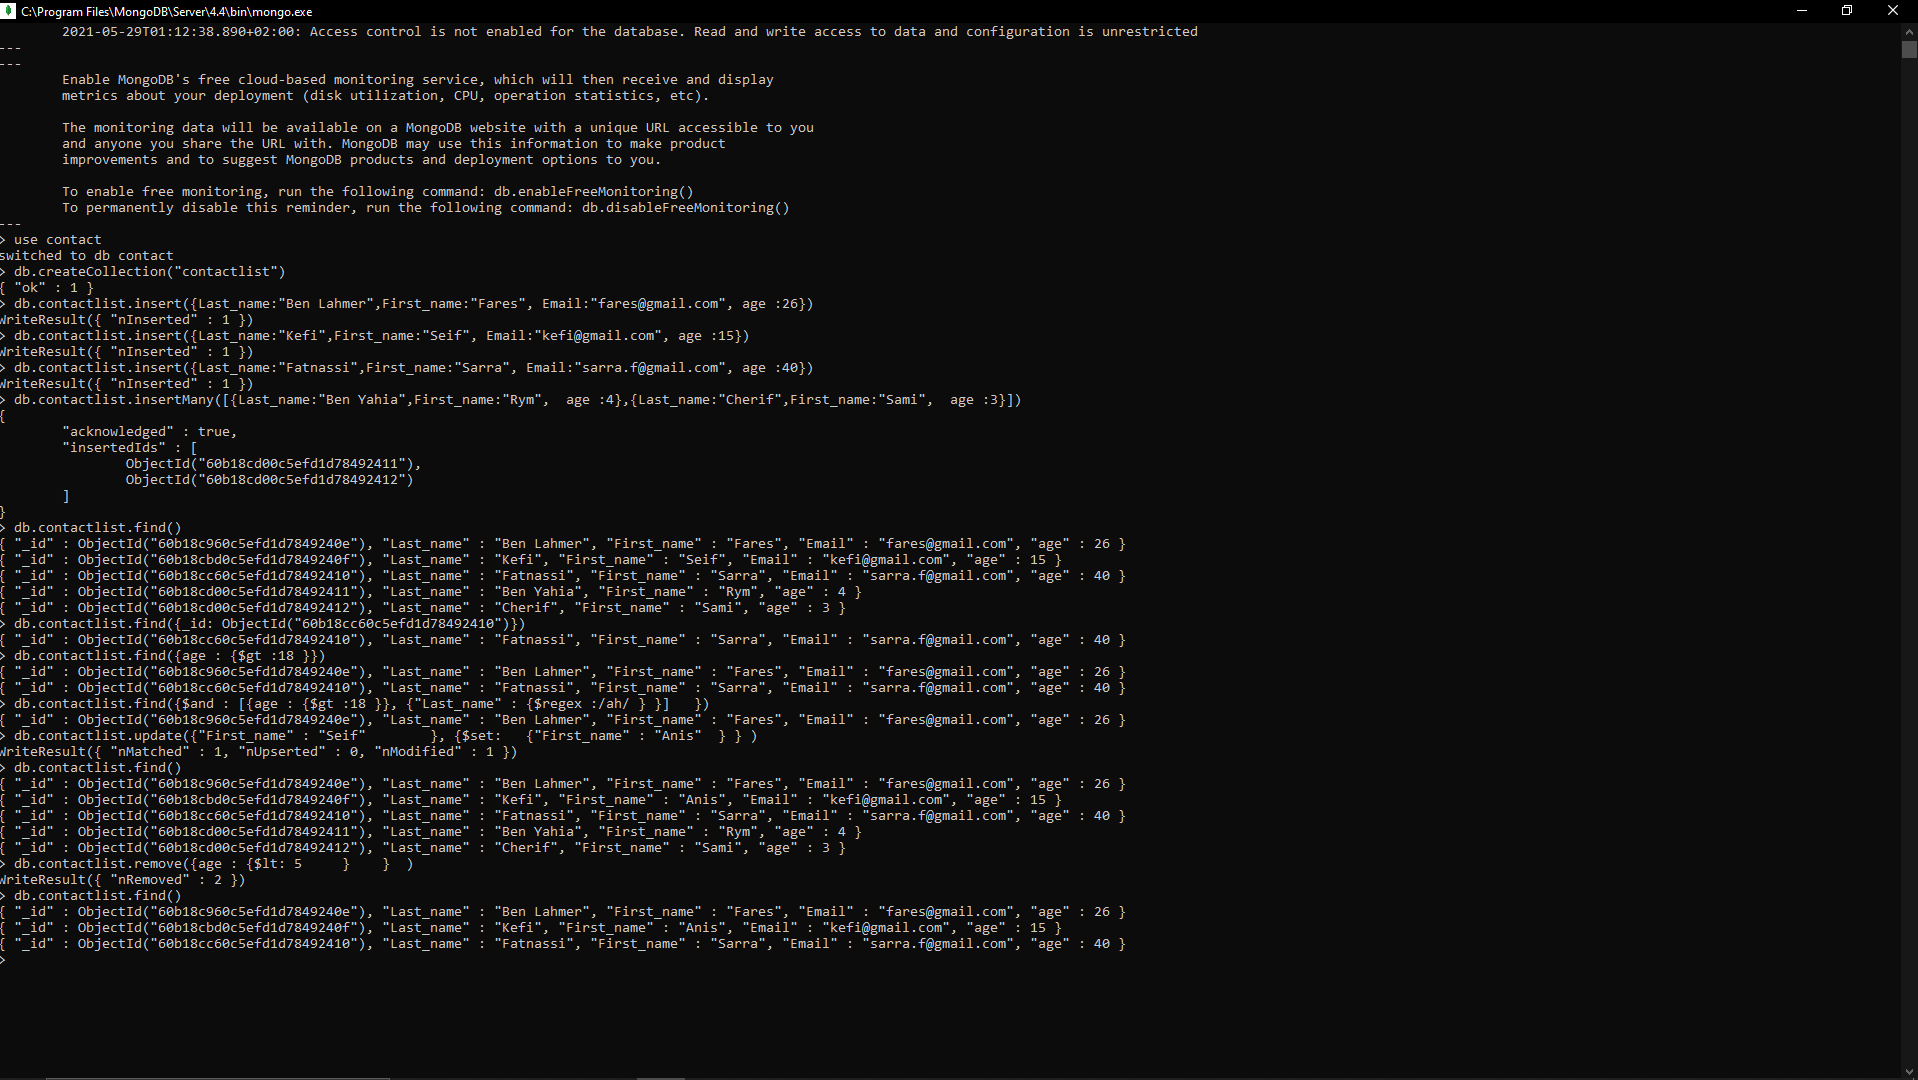 C:\Program Files\MongoDB\Server\4.4\bin\mongo.exe
2021-05-29T01:12:38.890+02:00: Access control is not enabled for the database. Read and write access to data and configuration is unrestricted
---
---
Enable MongoDB's free cloud-based monitoring service, which will then receive and display
metrics about your deployment (disk utilization, CPU, operation statistics, etc).
The monitoring data will be available on a MongoDB website with a unique URL accessible to you
and anyone you share the URL with. MongoDB may use this information to make product
improvements and to suggest MongoDB products and deployment options to you.
To enable free monitoring, run the following command: db.enableFreeMonitoring()
To permanently disable this reminder, run the following command: db.disableFreeMonitoring()
---
> use contact
switched to db contact
> db.createCollection("contactlist")
{ "ok" : 1 }
> db.contactlist.insert({Last_name:"Ben Lahmer",First_name:"Fares", Email:"fares@gmail.com", age :26})
WriteResult({ "nInserted" : 1 })
> db.contactlist.insert({Last_name:"Kefi",First_name:"Seif", Email:"kefi@gmail.com", age :15})
WriteResult({ "nInserted" : 1 })
> db.contactlist.insert({Last_name:"Fatnassi",First_name:"Sarra", Email:"sarra.f@gmail.com", age :40})
WriteResult({ "nInserted" : 1 })
> db.contactlist.insertMany([{Last_name:"Ben Yahia",First_name:"Rym",  age :4},{Last_name:"Cherif",First_name:"Sami",  age :3}])
{
"acknowledged" : true,
"insertedIds" : [
ObjectId("60b18cd00c5efd1d78492411"),
ObjectId("60b18cd00c5efd1d78492412")
]
}
> db.contactlist.find()
{ "_id" : ObjectId("60b18c960c5efd1d7849240e"), "Last_name" : "Ben Lahmer", "First_name" : "Fares", "Email" : "fares@gmail.com", "age" : 26 }
{ "_id" : ObjectId("60b18cbd0c5efd1d7849240f"), "Last_name" : "Kefi", "First_name" : "Seif", "Email" : "kefi@gmail.com", "age" : 15 }
{ "_id" : ObjectId("60b18cc60c5efd1d78492410"), "Last_name" : "Fatnassi", "First_name" : "Sarra", "Email" : "sarra.f@gmail.com", "age" : 40 }
{ "_id" : ObjectId("60b18cd00c5efd1d78492411"), "Last_name" : "Ben Yahia", "First_name" : "Rym", "age" : 4 }
{ "_id" : ObjectId("60b18cd00c5efd1d78492412"), "Last_name" : "Cherif", "First_name" : "Sami", "age" : 3 }
> db.contactlist.find({_id: ObjectId("60b18cc60c5efd1d78492410")})
{ "_id" : ObjectId("60b18cc60c5efd1d78492410"), "Last_name" : "Fatnassi", "First_name" : "Sarra", "Email" : "sarra.f@gmail.com", "age" : 40 }
> db.contactlist.find({age : {$gt :18 }})
{ "_id" : ObjectId("60b18c960c5efd1d7849240e"), "Last_name" : "Ben Lahmer", "First_name" : "Fares", "Email" : "fares@gmail.com", "age" : 26 }
{ "_id" : ObjectId("60b18cc60c5efd1d78492410"), "Last_name" : "Fatnassi", "First_name" : "Sarra", "Email" : "sarra.f@gmail.com", "age" : 40 }
> db.contactlist.find({$and : [{age : {$gt :18 }}, {"Last_name" : {$regex :/ah/ } }]   })
{ "_id" : ObjectId("60b18c960c5efd1d7849240e"), "Last_name" : "Ben Lahmer", "First_name" : "Fares", "Email" : "fares@gmail.com", "age" : 26 }
> db.contactlist.update({"First_name" : "Seif"        }, {$set:   {"First_name" : "Anis"  } } )
WriteResult({ "nMatched" : 1, "nUpserted" : 0, "nModified" : 1 })
> db.contactlist.find()
{ "_id" : ObjectId("60b18c960c5efd1d7849240e"), "Last_name" : "Ben Lahmer", "First_name" : "Fares", "Email" : "fares@gmail.com", "age" : 26 }
{ "_id" : ObjectId("60b18cbd0c5efd1d7849240f"), "Last_name" : "Kefi", "First_name" : "Anis", "Email" : "kefi@gmail.com", "age" : 15 }
{ "_id" : ObjectId("60b18cc60c5efd1d78492410"), "Last_name" : "Fatnassi", "First_name" : "Sarra", "Email" : "sarra.f@gmail.com", "age" : 40 }
{ "_id" : ObjectId("60b18cd00c5efd1d78492411"), "Last_name" : "Ben Yahia", "First_name" : "Rym", "age" : 4 }
{ "_id" : ObjectId("60b18cd00c5efd1d78492412"), "Last_name" : "Cherif", "First_name" : "Sami", "age" : 3 }
> db.contactlist.remove({age : {$lt: 5     }    }  )
WriteResult({ "nRemoved" : 2 })
> db.contactlist.find()
{ "_id" : ObjectId("60b18c960c5efd1d7849240e"), "Last_name" : "Ben Lahmer", "First_name" : "Fares", "Email" : "fares@gmail.com", "age" : 26 }
{ "_id" : ObjectId("60b18cbd0c5efd1d7849240f"), "Last_name" : "Kefi", "First_name" : "Anis", "Email" : "kefi@gmail.com", "age" : 15 }
{ "_id" : ObjectId("60b18cc60c5efd1d78492410"), "Last_name" : "Fatnassi", "First_name" : "Sarra", "Email" : "sarra.f@gmail.com", "age" : 40 }
>